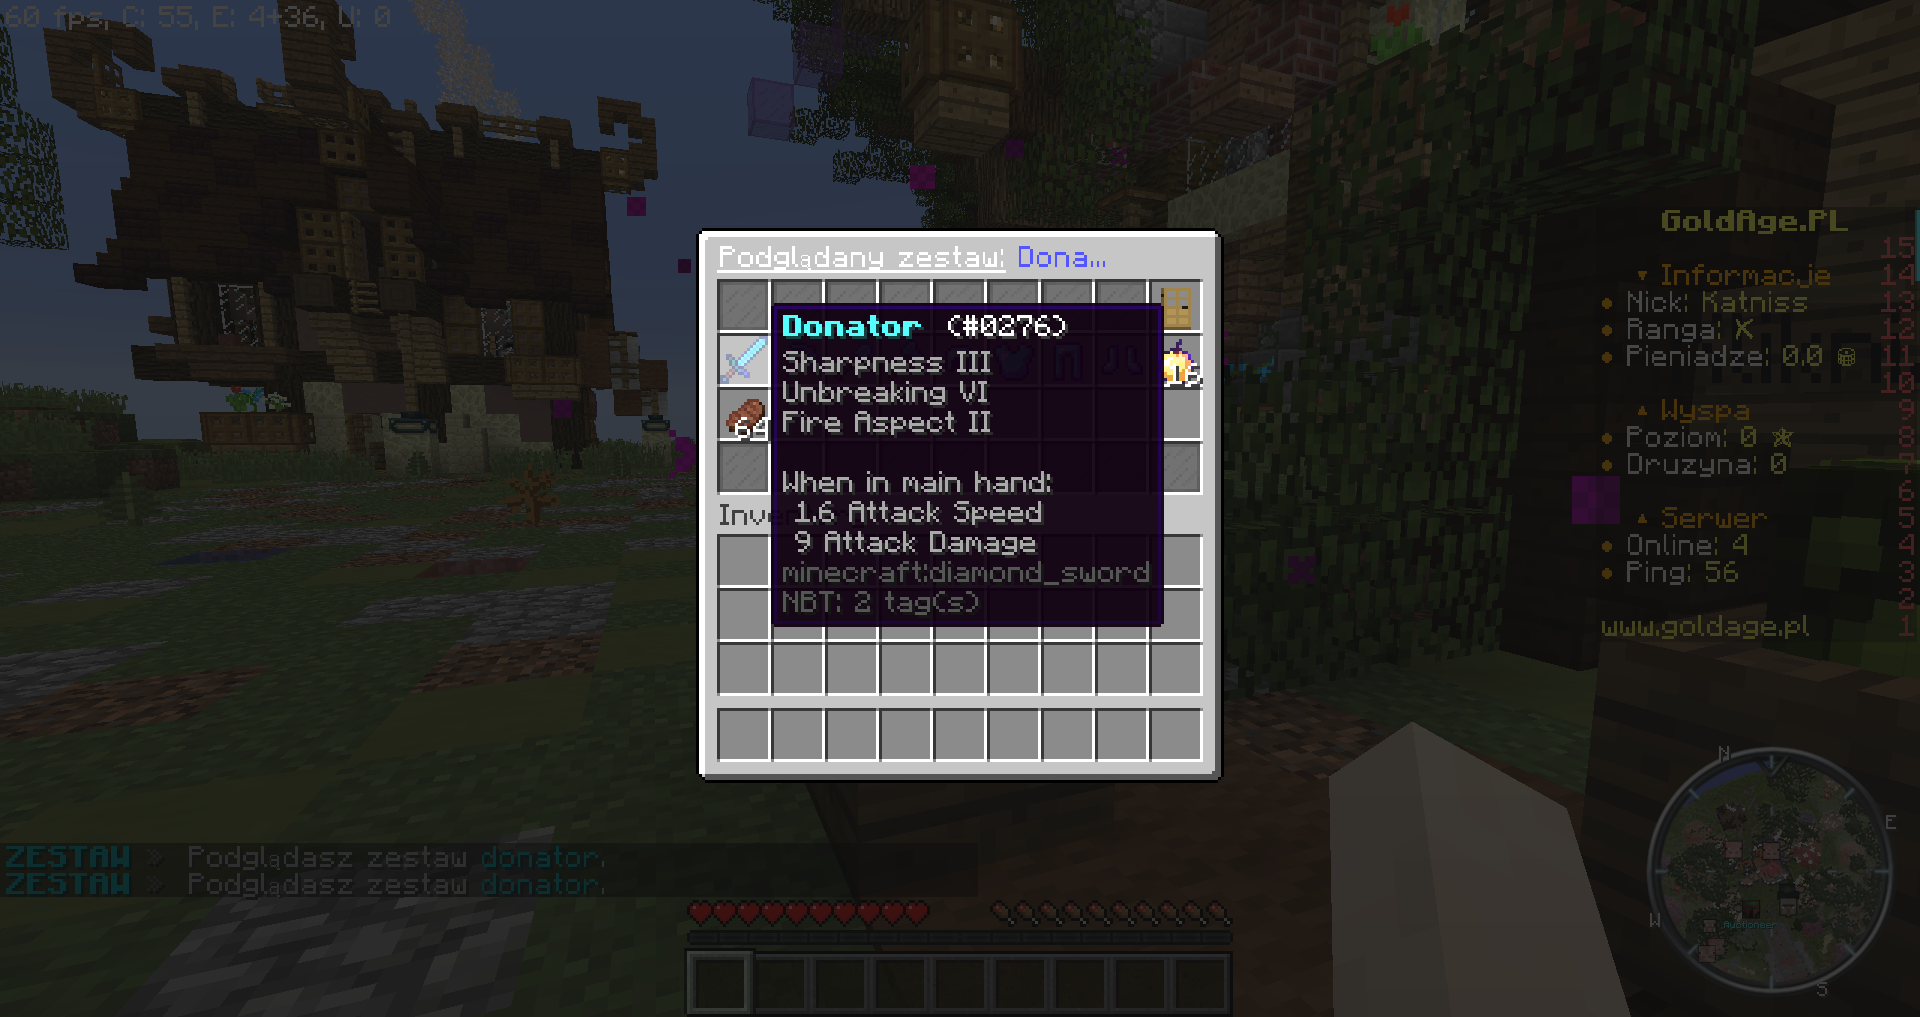 60 fps, C: 55, E: 4+36, U: 0
Podglądany zestaw: Dona...
Donator (#0276)
Sharpness III
Unbreaking VI
Fire Aspect II
When in main hand:
1.6 Attack Speed
9 Attack Damage
minecraft:diamond_sword
NBT: 2 tag(s)
64
GoldAge.PL 15
▼ Informacje 14
• Nick: Katniss 13
• Ranga: X 12
• Pieniadze: 0.0 11
10
▲ Wyspa 9
• Poziom: 0 ☆ 8
• Druzyna: 0 7
6
▲ Serwer 5
• Online: 4 4
• Ping: 56 3
2
www.goldage.pl 1
ZESTAW » Podglądasz zestaw donator.
ZESTAW » Podglądasz zestaw donator.
N
E
W
S
Auctioneer